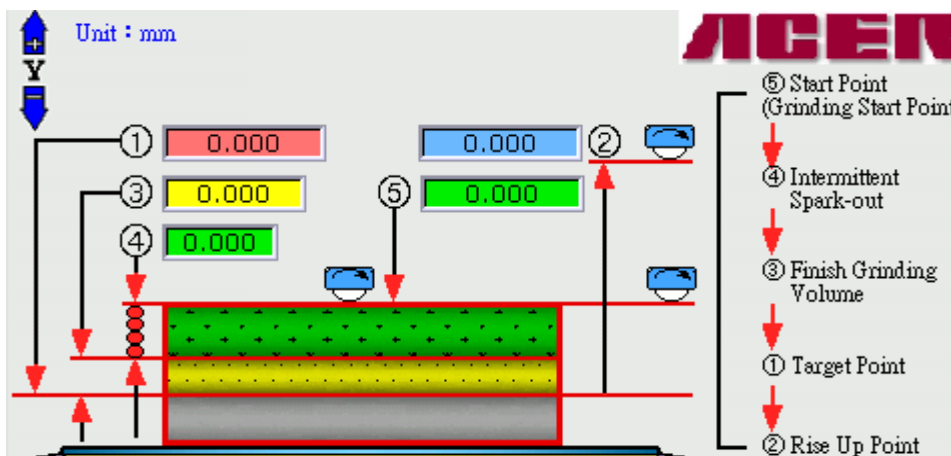 Unit : mm
Y
① 0.000
0.000 ②
③ 0.000
⑤ 0.000
④ 0.000
⑤ Start Point
(Grinding Start Point
④ Intermittent
Spark-out
③ Finish Grinding
Volume
① Target Point
② Rise Up Point